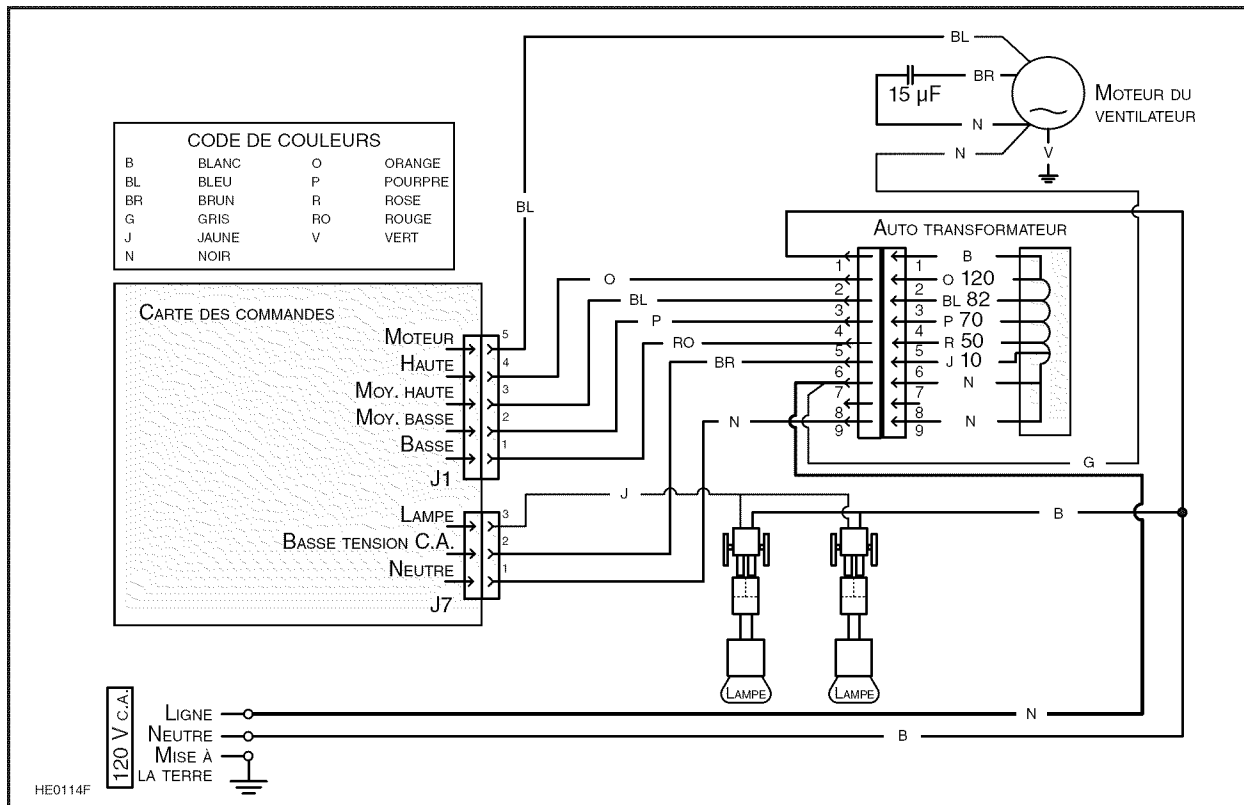 BL
BR
15 µF
MOTEUR DU
VENTILATEUR
N
N
V
CODE DE COULEURS
B BLANC O ORANGE
BL BLEU P POURPRE
BR BRUN R ROSE
G GRIS RO ROUGE
J JAUNE V VERT
N NOIR
BL
AUTO TRANSFORMATEUR
1 1 B
O 2 2 O 120
BL 3 3 BL 82
P 4 4 P 70
RO 5 5 R 50
BR 6 6 J 10
7 7 N
8 8
N 9 9 N
G
CARTE DES COMMANDES
MOTEUR 5
HAUTE 4
MOY. HAUTE 3
MOY. BASSE 2
BASSE 1
J1
J
B
LAMPE 3
BASSE TENSION C.A. 2
NEUTRE 1
J7
LAMPE LAMPE
120 V C.A.
LIGNE N
NEUTRE B
MISE À
LA TERRE
HE0114F